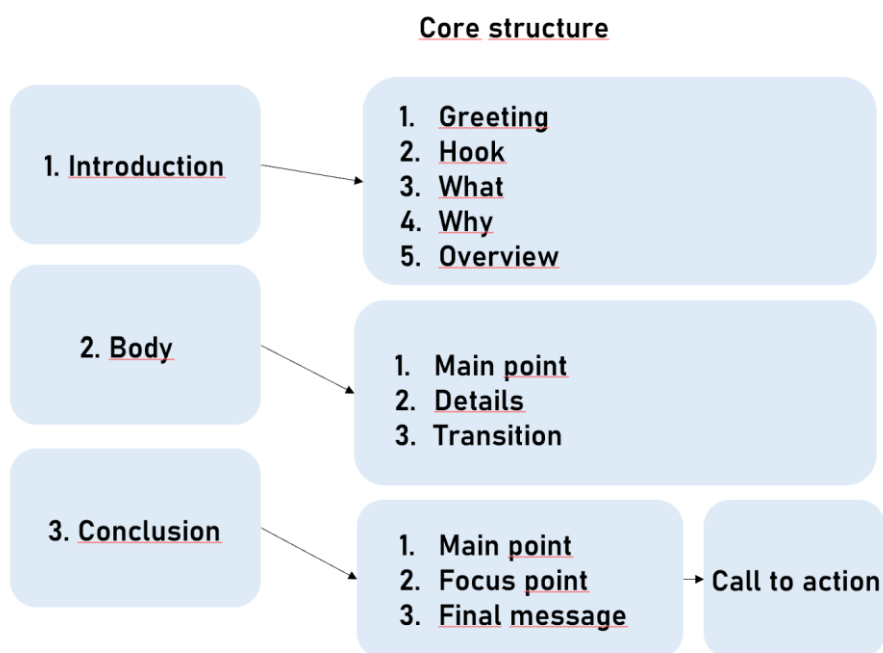 Core structure
1. Introduction
1. Greeting
2. Hook
3. What
4. Why
5. Overview
2. Body
1. Main point
2. Details
3. Transition
3. Conclusion
1. Main point
2. Focus point
3. Final message
Call to action